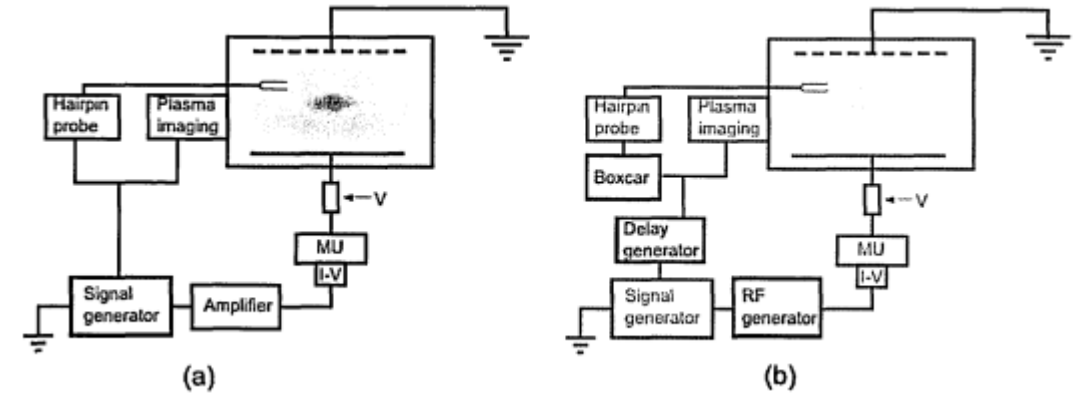 Hairpin
probe
Plasma
imaging
V
MU
I-V
Signal
generator
Amplifier
(a)
Hairpin
probe
Plasma
imaging
Boxcar
V
Delay
generator
MU
I-V
Signal
generator
RF
generator
(b)